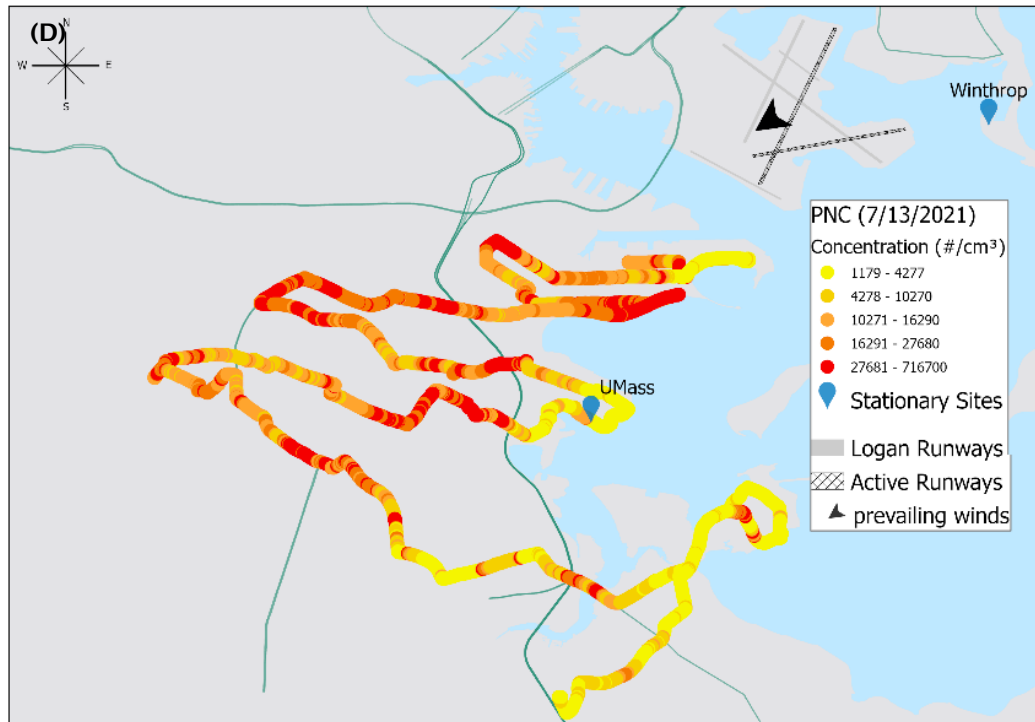 (D)
N
W E
S
Winthrop
UMass
PNC (7/13/2021)
Concentration (#/cm³)
1179 - 4277
4278 - 10270
10271 - 16290
16291 - 27680
27681 - 716700
Stationary Sites
Logan Runways
Active Runways
prevailing winds